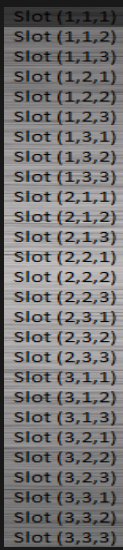 Slot (1,1,1)
Slot (1,1,2)
Slot (1,1,3)
Slot (1,2,1)
Slot (1,2,2)
Slot (1,2,3)
Slot (1,3,1)
Slot (1,3,2)
Slot (1,3,3)
Slot (2,1,1)
Slot (2,1,2)
Slot (2,1,3)
Slot (2,2,1)
Slot (2,2,2)
Slot (2,2,3)
Slot (2,3,1)
Slot (2,3,2)
Slot (2,3,3)
Slot (3,1,1)
Slot (3,1,2)
Slot (3,1,3)
Slot (3,2,1)
Slot (3,2,2)
Slot (3,2,3)
Slot (3,3,1)
Slot (3,3,2)
Slot (3,3,3)